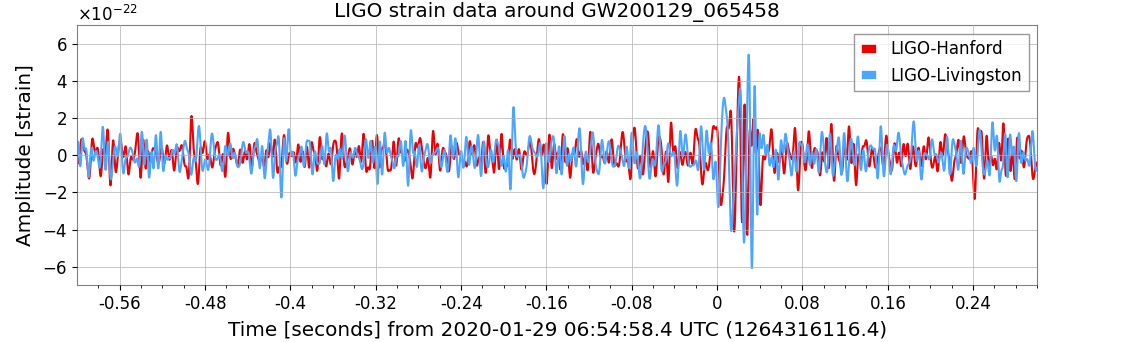 LIGO strain data around GW200129_065458
×10⁻²²
Amplitude [strain]
6
4
2
0
−2
−4
−6
LIGO-Hanford
LIGO-Livingston
-0.56 -0.48 -0.4 -0.32 -0.24 -0.16 -0.08 0 0.08 0.16 0.24
Time [seconds] from 2020-01-29 06:54:58.4 UTC (1264316116.4)